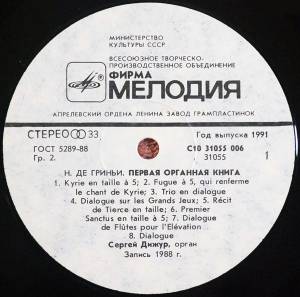 МИНИСТЕРСТВО
КУЛЬТУРЫ СССР
ВСЕСОЮЗНОЕ ТВОРЧЕСКО-
ПРОИЗВОДСТВЕННОЕ ОБЪЕДИНЕНИЕ
ФИРМА
МЕЛОДИЯ
АПРЕЛЕВСКИЙ ОРДЕНА ЛЕНИНА ЗАВОД ГРАМПЛАСТИНОК
СТЕРЕО 33
Год выпуска 1991
ГОСТ 5289-88
С10 31055 006
Гр. 2.
31055
1
Н. ДЕ ГРИНЬИ. ПЕРВАЯ ОРГАННАЯ КНИГА
1. Kyrie en taille à 5; 2. Fugue à 5, qui renferme
le chant de Kyrie; 3. Trio en dialogue
4. Dialogue sur les Grands Jeux; 5. Récit
de Tierce en taille; 6. Premier
Sanctus en taille à 5; 7. Dialogue
de Flûtes pour l'Elévation
8. Dialogue
Сергей Дижур, орган
Запись 1988 г.